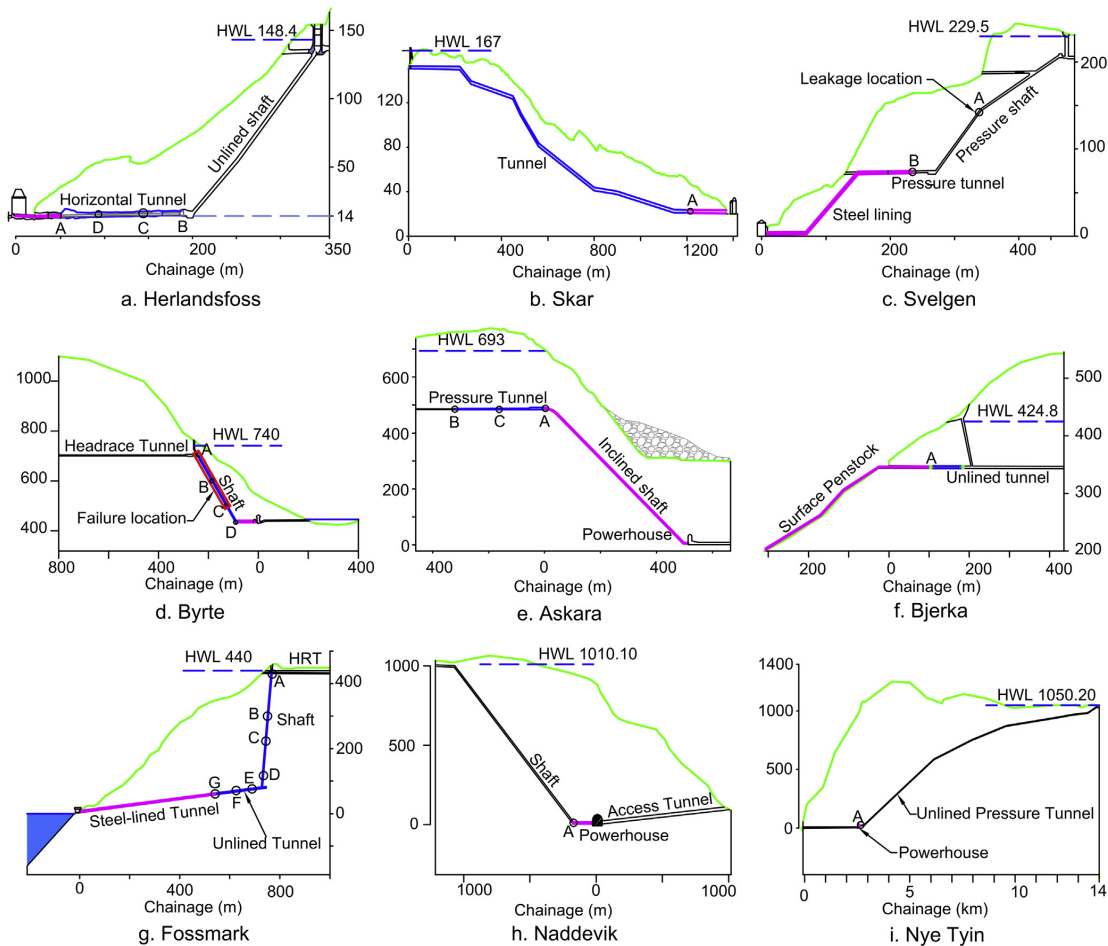 HWL 148.4
150
100
50
14
Unlined shaft
Horizontal Tunnel
A
D
C
B
0
200
350
Chainage (m)
a. Herlandsfoss
HWL 167
120
80
40
0
Tunnel
A
0
400
800
1200
Chainage (m)
b. Skar
HWL 229.5
200
100
0
Leakage location
A
Pressure shaft
B
Pressure tunnel
Steel lining
0
200
400
Chainage (m)
c. Svelgen
1000
800
600
400
HWL 740
Headrace Tunnel
A
Shaft
B
C
Failure location
D
800
400
0
400
Chainage (m)
d. Byrte
HWL 693
600
400
200
0
Pressure Tunnel
B
C
A
Inclined shaft
Powerhouse
400
0
400
Chainage (m)
e. Askara
500
400
300
200
HWL 424.8
A
Unlined tunnel
Surface Penstock
200
0
200
400
Chainage (m)
f. Bjerka
HWL 440
HRT
400
200
0
A
B
Shaft
C
D
E
G
F
Steel-lined Tunnel
Unlined Tunnel
0
400
800
Chainage (m)
g. Fossmark
HWL 1010.10
1000
500
0
Shaft
Access Tunnel
A
Powerhouse
1000
0
1000
Chainage (m)
h. Naddevik
1400
1000
500
0
HWL 1050.20
A
Unlined Pressure Tunnel
Powerhouse
0
5
10
14
Chainage (km)
i. Nye Tyin